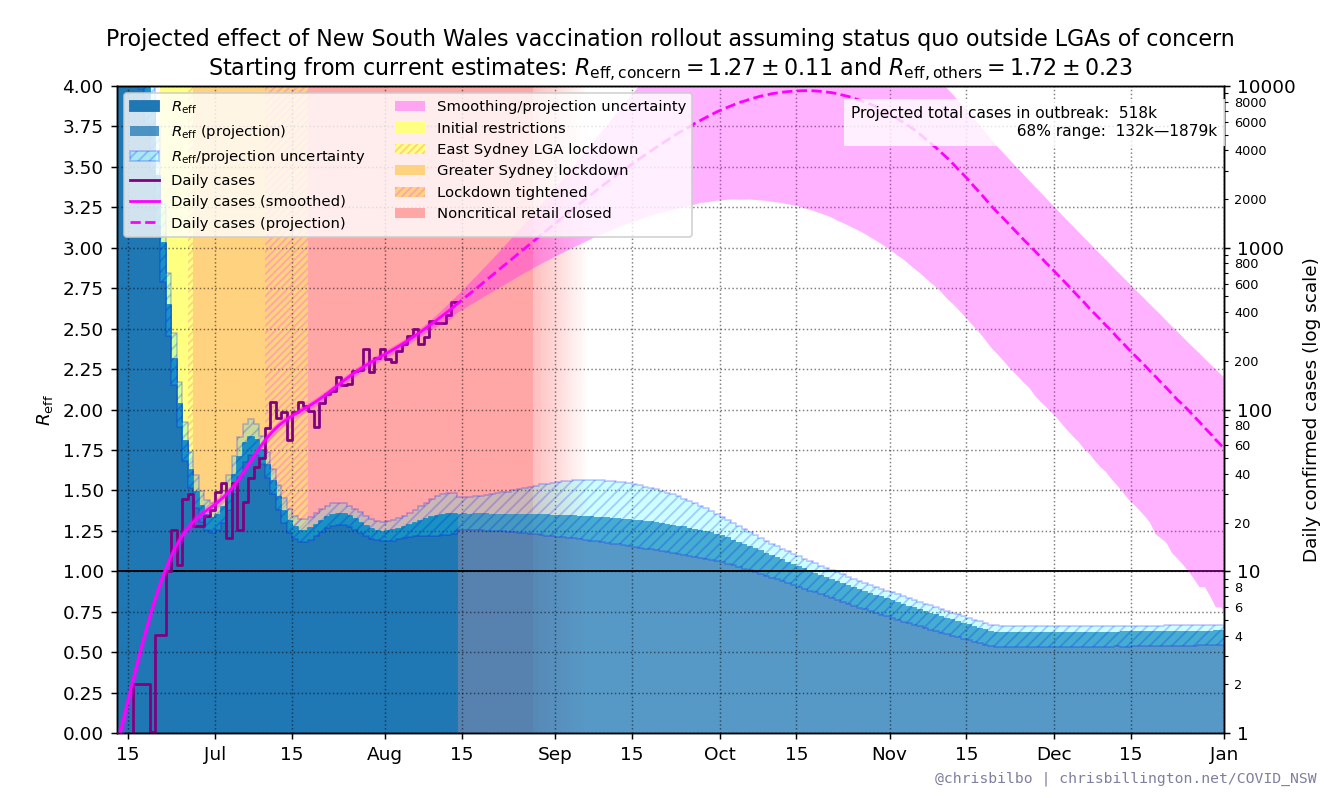 Projected effect of New South Wales vaccination rollout assuming status quo outside LGAs of concern
Starting from current estimates: R_eff, concern = 1.27 ± 0.11 and R_eff, others = 1.72 ± 0.23
R_eff
R_eff (projection)
R_eff/projection uncertainty
Daily cases
Daily cases (smoothed)
Daily cases (projection)
Smoothing/projection uncertainty
Initial restrictions
East Sydney LGA lockdown
Greater Sydney lockdown
Lockdown tightened
Noncritical retail closed
Projected total cases in outbreak: 518k
68% range: 132k—1879k
4.00
3.75
3.50
3.25
3.00
2.75
2.50
2.25
2.00
1.75
1.50
1.25
1.00
0.75
0.50
0.25
0.00
R_eff
10000
8000
6000
4000
2000
1000
800
600
400
200
100
80
60
40
20
10
8
6
4
2
1
Daily confirmed cases (log scale)
15 Jul 15 Aug 15 Sep 15 Oct 15 Nov 15 Dec 15 Jan
@chrisbilbo | chrisbillington.net/COVID_NSW